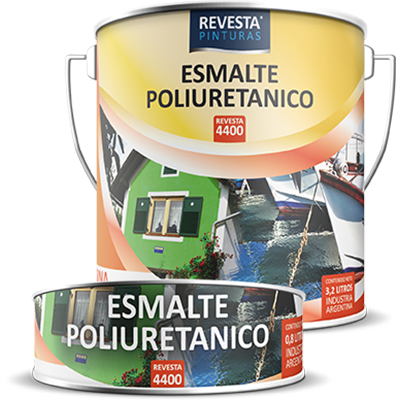 REVESTA®
PINTURAS
ESMALTE
POLIURETANICO
REVESTA
4400
CONTENIDO NETO
3,2 LITROS
INDUSTRIA
ARGENTINA
ESMALTE
POLIURETANICO
REVESTA
4400
0,8